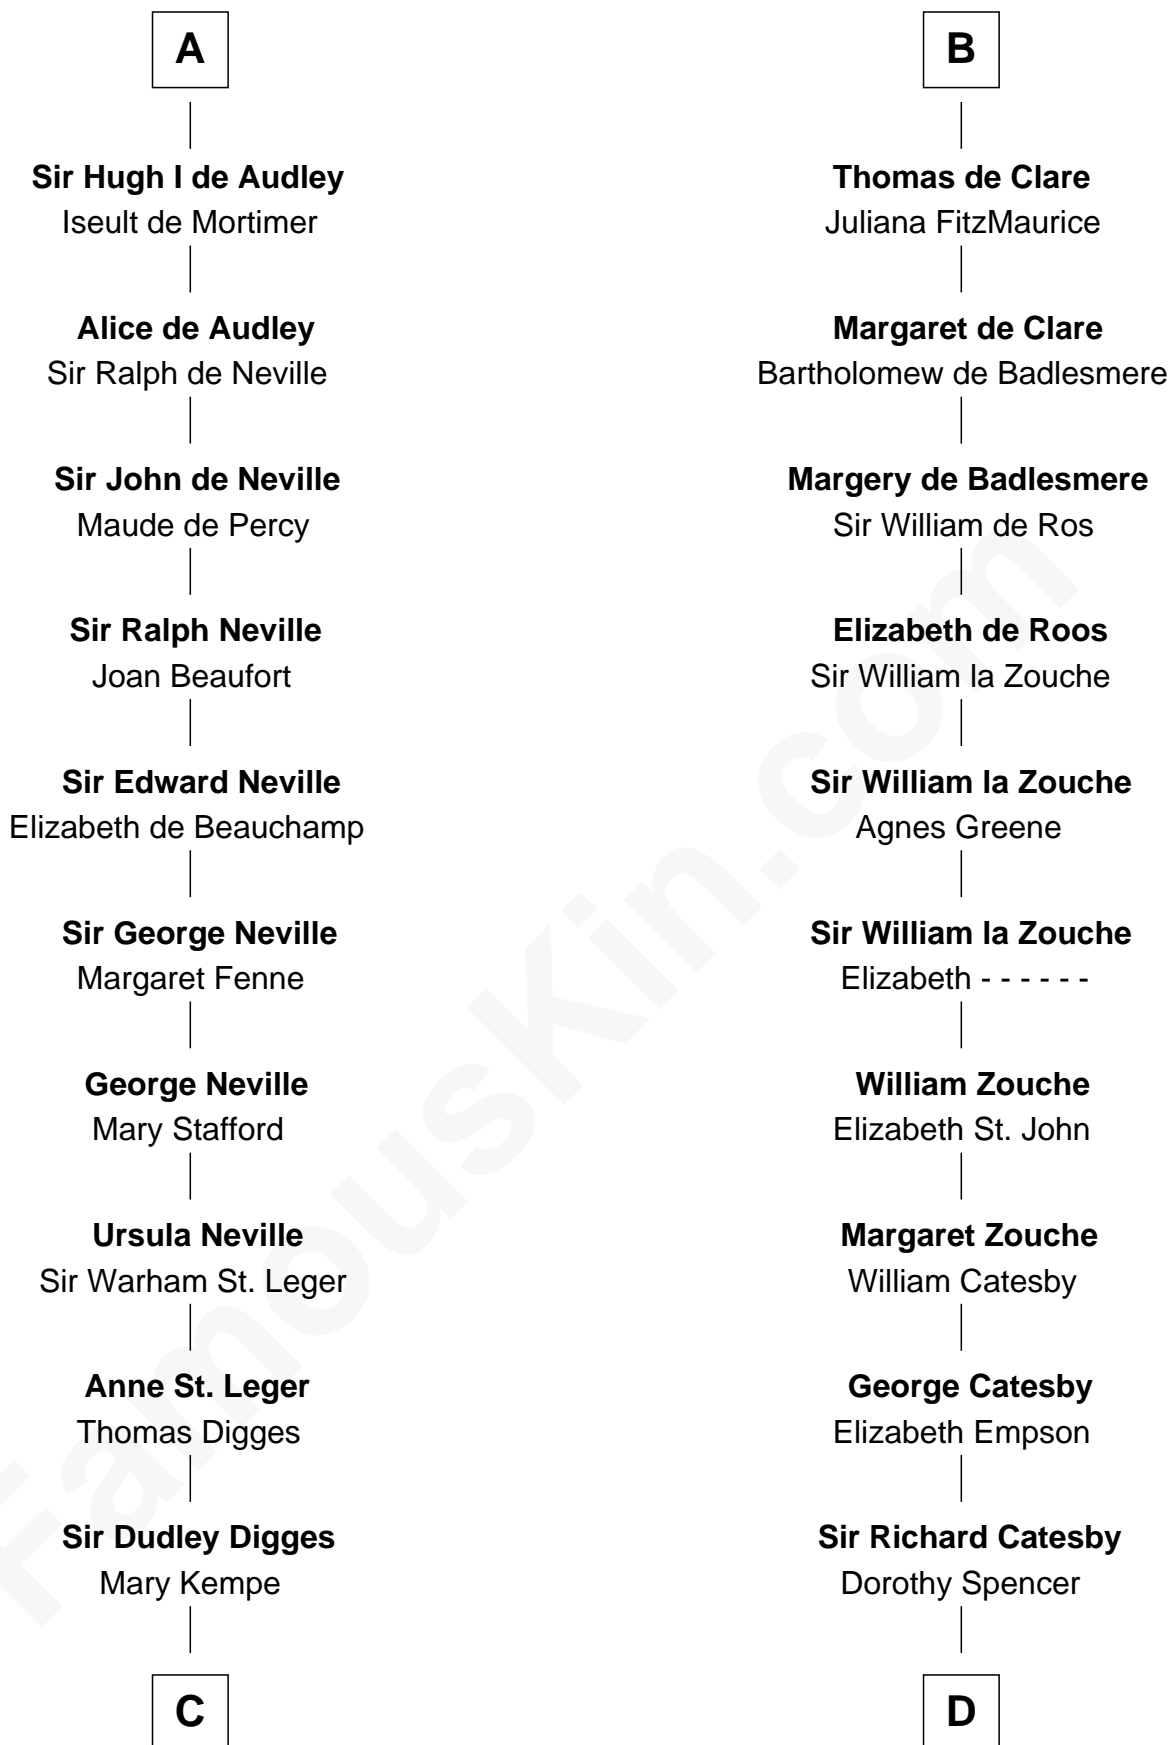 A
Sir Hugh I de Audley
Iseult de Mortimer
Alice de Audley
Sir Ralph de Neville
Sir John de Neville
Maude de Percy
Sir Ralph Neville
Joan Beaufort
Sir Edward Neville
Elizabeth de Beauchamp
Sir George Neville
Margaret Fenne
George Neville
Mary Stafford
Ursula Neville
Sir Warham St. Leger
Anne St. Leger
Thomas Digges
Sir Dudley Digges
Mary Kempe
C
B
Thomas de Clare
Juliana FitzMaurice
Margaret de Clare
Bartholomew de Badlesmere
Margery de Badlesmere
Sir William de Ros
Elizabeth de Roos
Sir William la Zouche
Sir William la Zouche
Agnes Greene
Sir William la Zouche
Elizabeth - - - - - -
William Zouche
Elizabeth St. John
Margaret Zouche
William Catesby
George Catesby
Elizabeth Empson
Sir Richard Catesby
Dorothy Spencer
D
FamousKin.com